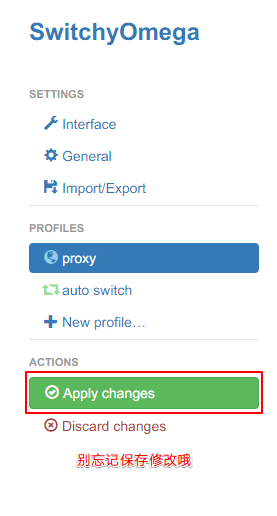 SwitchyOmega
SETTINGS
Interface
General
Import/Export
PROFILES
proxy
auto switch
New profile…
ACTIONS
Apply changes
Discard changes
别忘记保存修改哦